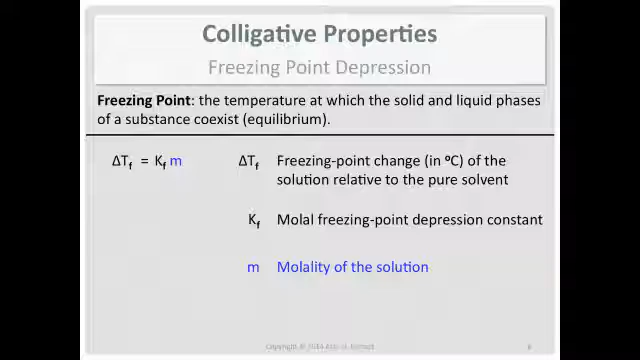 Colligative Properties
Freezing Point Depression
Freezing Point: the temperature at which the solid and liquid phases
of a substance coexist (equilibrium).
ΔTf = Kf m
ΔTf Freezing-point change (in ºC) of the
solution relative to the pure solvent
Kf Molal freezing-point depression constant
m Molality of the solution
Copyright © 2014